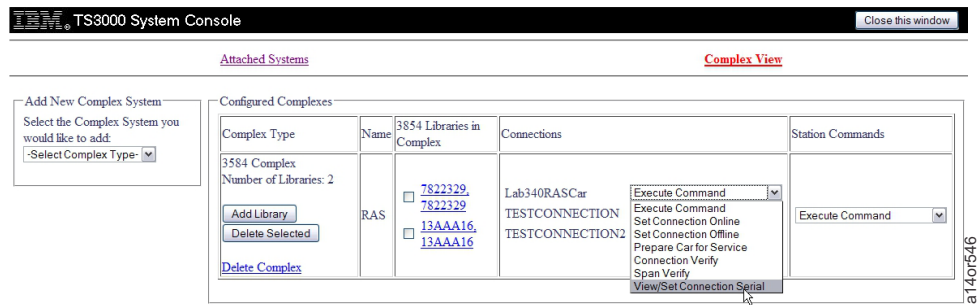 IBM® TS3000 System Console
Close this window
Attached Systems
Complex View
Add New Complex System
Select the Complex System you
would like to add:
-Select Complex Type-
Configured Complexes
Complex Type
Name
3854 Libraries in
Complex
Connections
Station Commands
3584 Complex
Number of Libraries: 2
Add Library
Delete Selected
Delete Complex
RAS
7822329,
7822329
13AAA16,
13AAA16
Lab340RASCar
TESTCONNECTION
TESTCONNECTION2
Execute Command
Execute Command
Set Connection Online
Set Connection Offline
Prepare Car for Service
Connection Verify
Span Verify
View/Set Connection Serial
Execute Command
a14or546